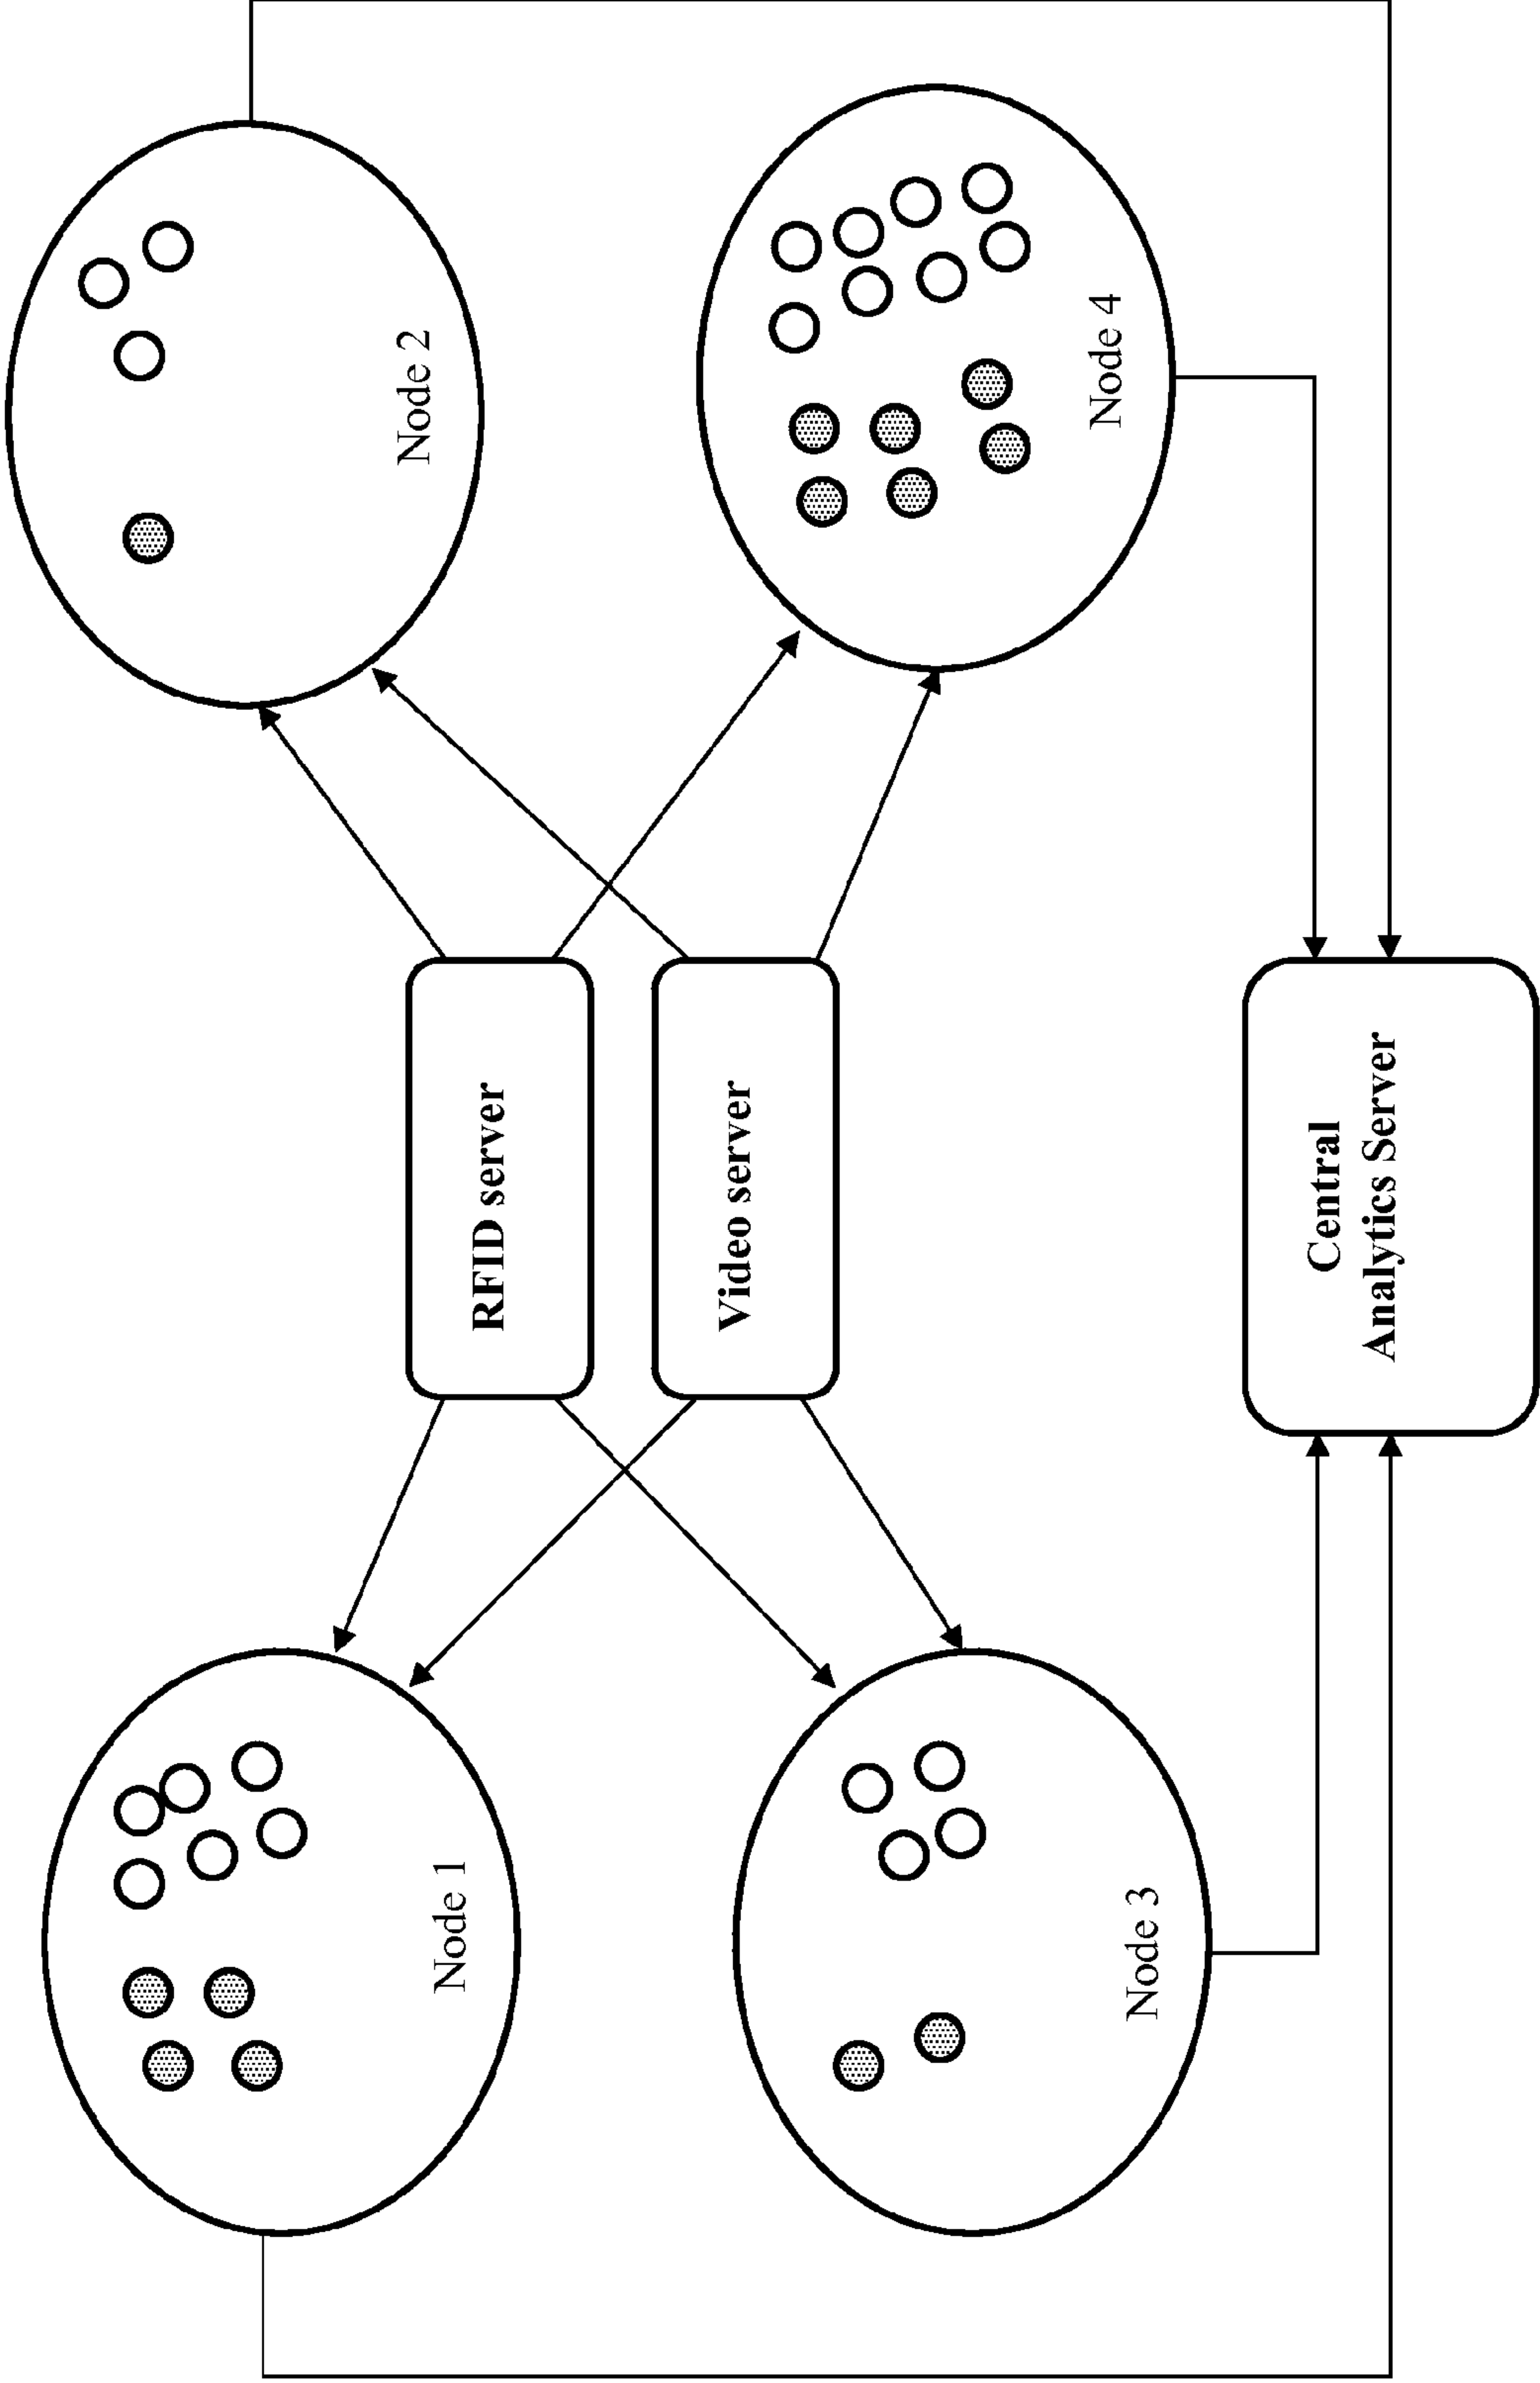 Node 1
Node 2
RFID server
Video server
Node 3
Node 4
Central
Analytics Server